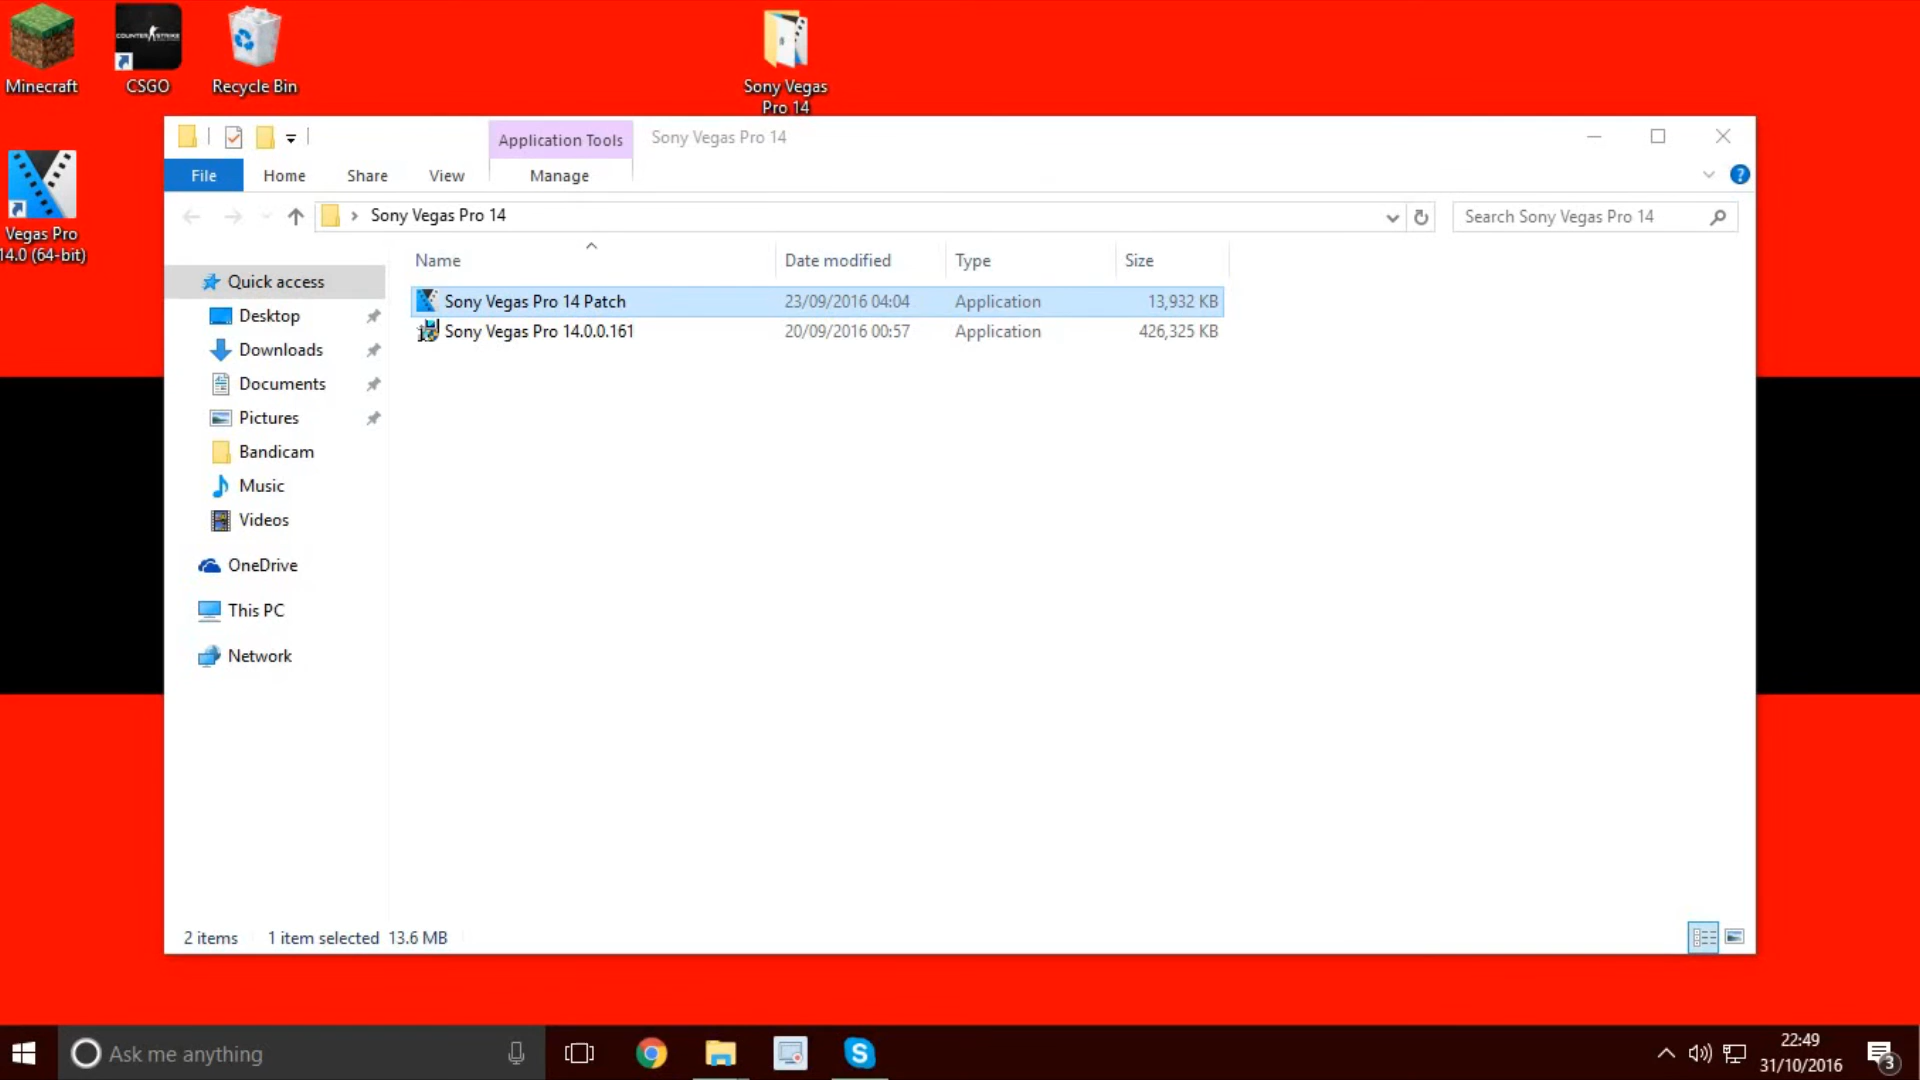 Minecraft
CSGO
Recycle Bin
Sony Vegas
Pro 14
Vegas Pro
14.0 (64-bit)
Application Tools
Sony Vegas Pro 14
File
Home
Share
View
Manage
Sony Vegas Pro 14
Search Sony Vegas Pro 14
Name
Date modified
Type
Size
Quick access
Sony Vegas Pro 14 Patch
23/09/2016 04:04
Application
13,932 KB
Sony Vegas Pro 14.0.0.161
20/09/2016 00:57
Application
426,325 KB
Desktop
Downloads
Documents
Pictures
Bandicam
Music
Videos
OneDrive
This PC
Network
2 items
1 item selected 13.6 MB
Ask me anything
22:49
31/10/2016
3